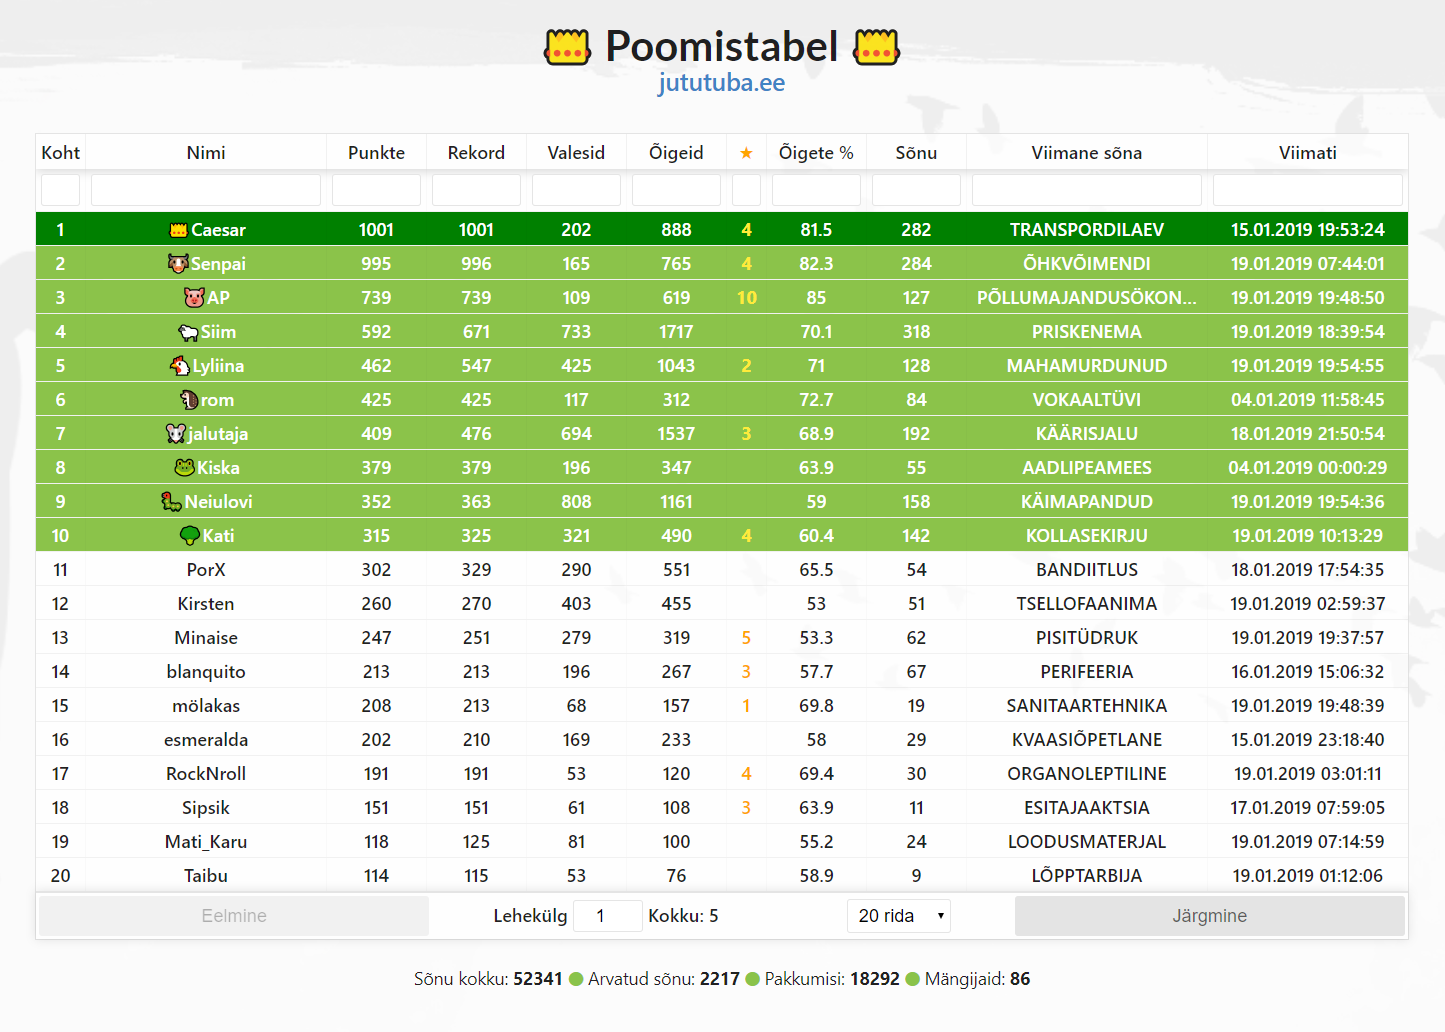 Poomistabel
jututuba.ee
Koht Nimi Punkte Rekord Valesid Õigeid ★ Õigete % Sõnu Viimane sõna Viimati
1 Caesar 1001 1001 202 888 4 81.5 282 TRANSPORDILAEV 15.01.2019 19:53:24
2 Senpai 995 996 165 765 4 82.3 284 ÕHKVÕIMENDI 19.01.2019 07:44:01
3 AP 739 739 109 619 10 85 127 PÕLLUMAJANDUSÖKON... 19.01.2019 19:48:50
4 Siim 592 671 733 1717 70.1 318 PRISKENEMA 19.01.2019 18:39:54
5 Lyliina 462 547 425 1043 2 71 128 MAHAMURDUNUD 19.01.2019 19:54:55
6 rom 425 425 117 312 72.7 84 VOKAALTÜVI 04.01.2019 11:58:45
7 jalutaja 409 476 694 1537 3 68.9 192 KÄÄRISJALU 18.01.2019 21:50:54
8 Kiska 379 379 196 347 63.9 55 AADLIPEAMEES 04.01.2019 00:00:29
9 Neiulovi 352 363 808 1161 59 158 KÄIMAPANDUD 19.01.2019 19:54:36
10 Kati 315 325 321 490 4 60.4 142 KOLLASEKIRJU 19.01.2019 10:13:29
11 PorX 302 329 290 551 65.5 54 BANDIITLUS 18.01.2019 17:54:35
12 Kirsten 260 270 403 455 53 51 TSELLOFAANIMA 19.01.2019 02:59:37
13 Minaise 247 251 279 319 5 53.3 62 PISITÜDRUK 19.01.2019 19:37:57
14 blanquito 213 213 196 267 3 57.7 67 PERIFEERIA 16.01.2019 15:06:32
15 mölakas 208 213 68 157 1 69.8 19 SANITAARTEHNIKA 19.01.2019 19:48:39
16 esmeralda 202 210 169 233 58 29 KVAASIÕPETLANE 15.01.2019 23:18:40
17 RockNroll 191 191 53 120 4 69.4 30 ORGANOLEPTILINE 19.01.2019 03:01:11
18 Sipsik 151 151 61 108 3 63.9 11 ESITAJAAKTSIA 17.01.2019 07:59:05
19 Mati_Karu 118 125 81 100 55.2 24 LOODUSMATERJAL 19.01.2019 07:14:59
20 Taibu 114 115 53 76 58.9 9 LÕPPTARBIJA 19.01.2019 01:12:06
Eelmine Lehekülg 1 Kokku: 5 20 rida Järgmine
Sõnu kokku: 52341 Arvatud sõnu: 2217 Pakkumisi: 18292 Mängijaid: 86